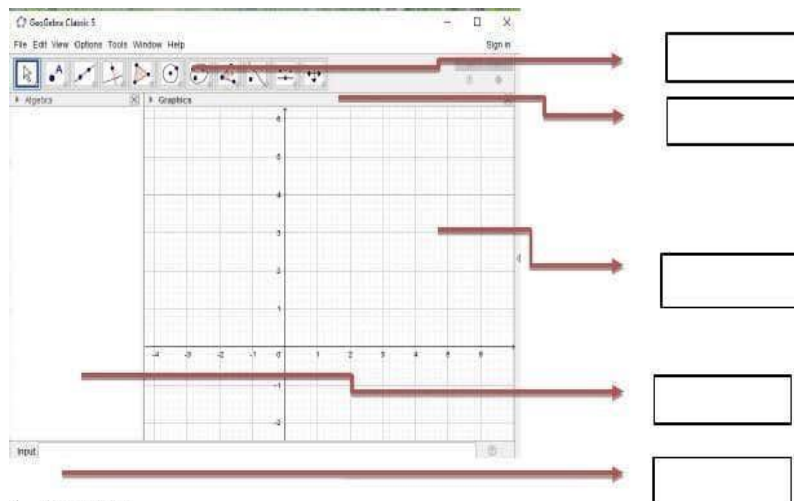 GeoGebra Classic 5
File Edit View Options Tools Window Help Sign in
A
Algebra Graphics
6
5
4
3
2
1
-4 -3 -2 -1 0 1 2 3 4 5 6
-1
-2
Input: